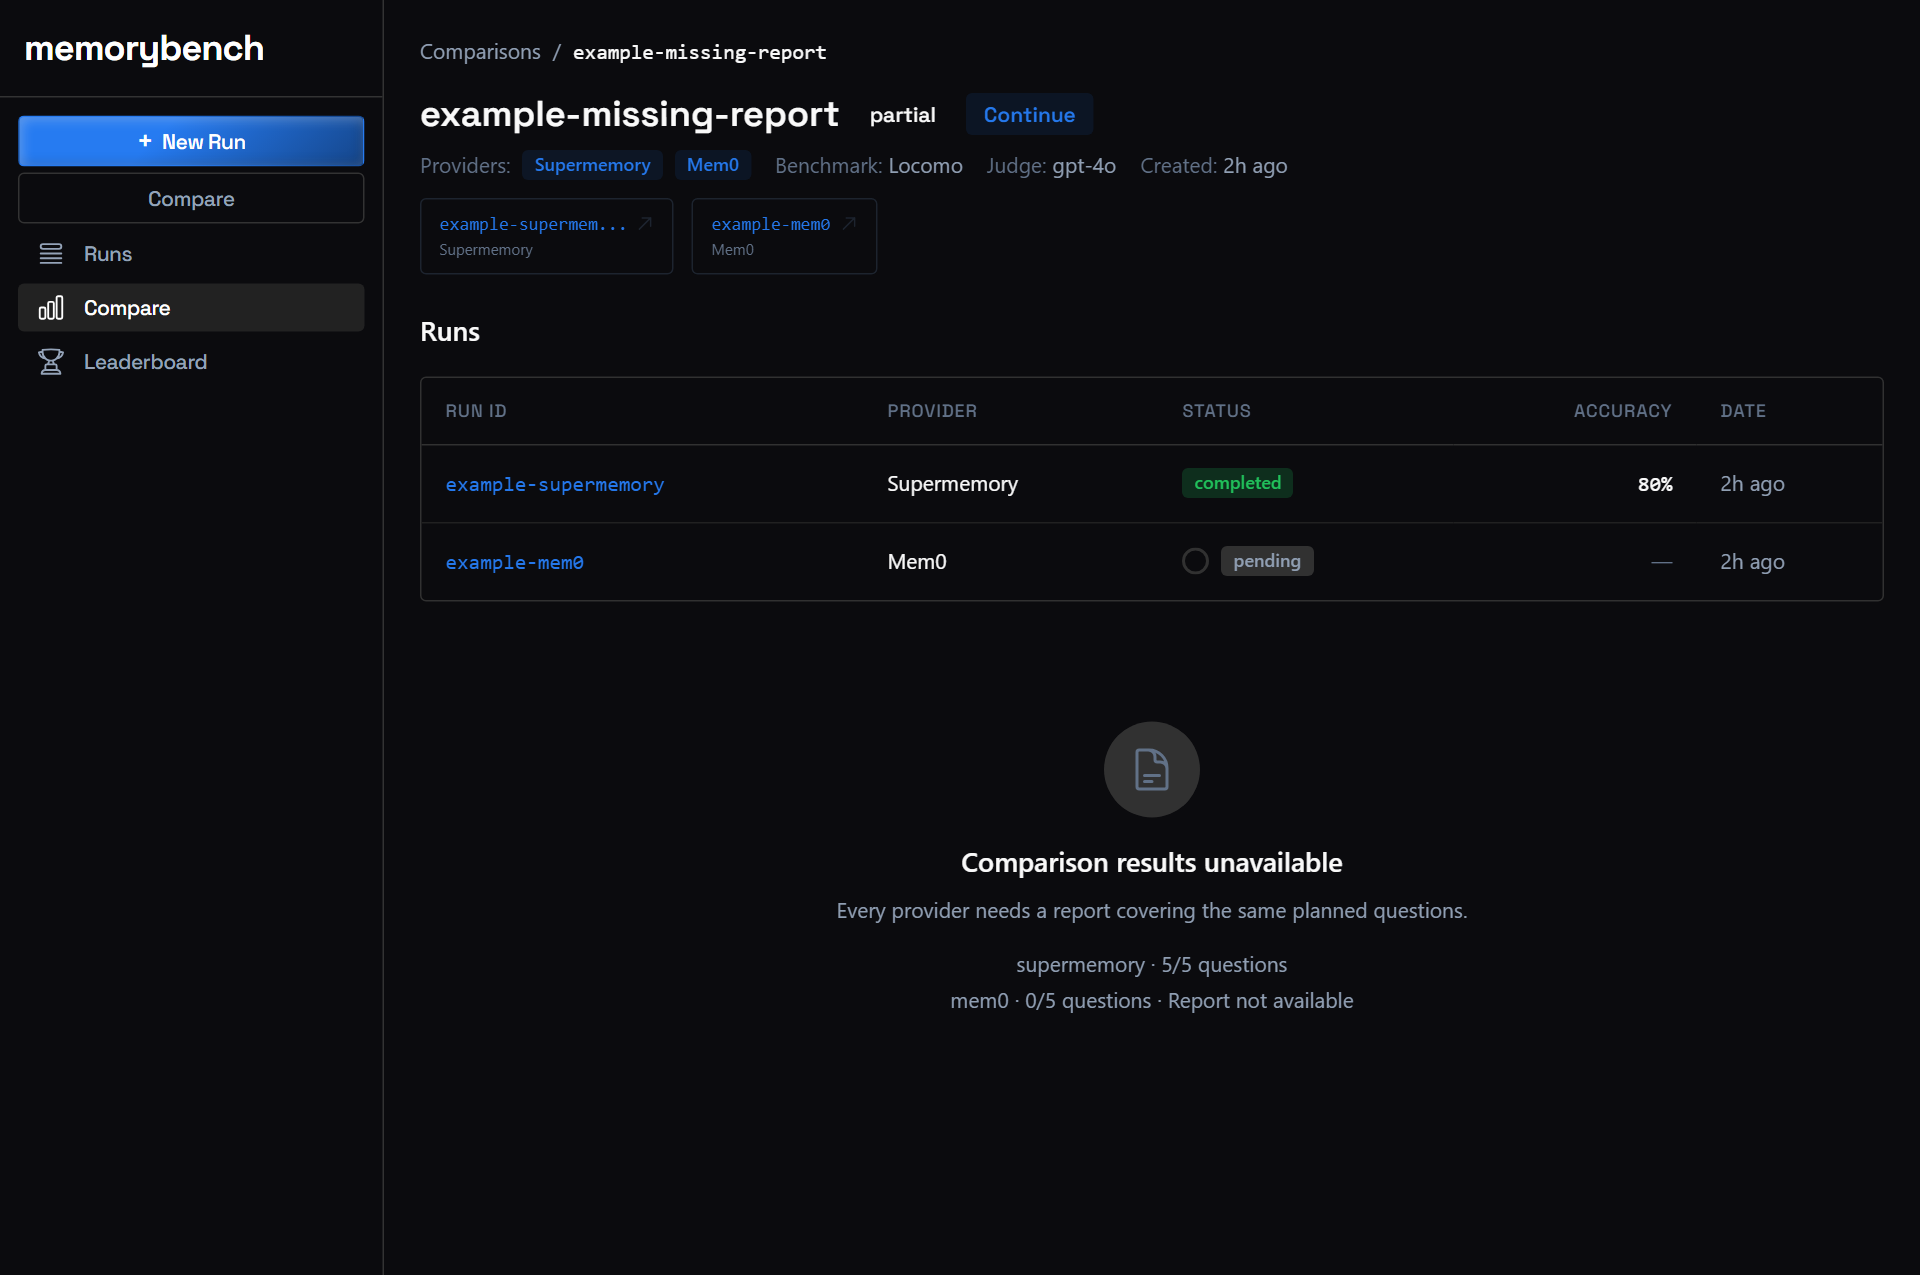 memorybench
+ New Run
Compare
Runs
Compare
Leaderboard
Comparisons / example-missing-report
example-missing-report partial Continue
Providers: Supermemory Mem0 Benchmark: Locomo Judge: gpt-4o Created: 2h ago
example-supermem... example-mem0
Supermemory Mem0
Runs
RUN ID PROVIDER STATUS ACCURACY DATE
example-supermemory Supermemory completed 80% 2h ago
example-mem0 Mem0 pending — 2h ago
Comparison results unavailable
Every provider needs a report covering the same planned questions.
supermemory · 5/5 questions
mem0 · 0/5 questions · Report not available